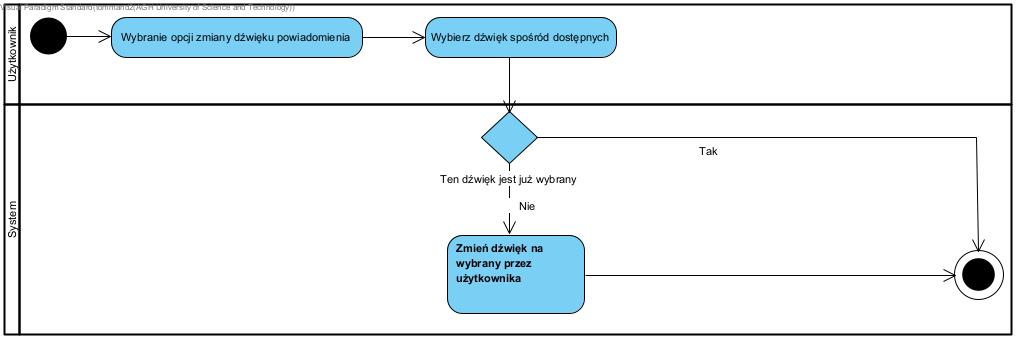 Visual Paradigm Standard(tommand2(AGH University of Science and Technology))
Użytkownik
Wybranie opcji zmiany dźwięku powiadomienia
Wybierz dźwięk spośród dostępnych
System
Tak
Ten dźwięk jest już wybrany
Nie
Zmień dźwięk na
wybrany przez
użytkownika